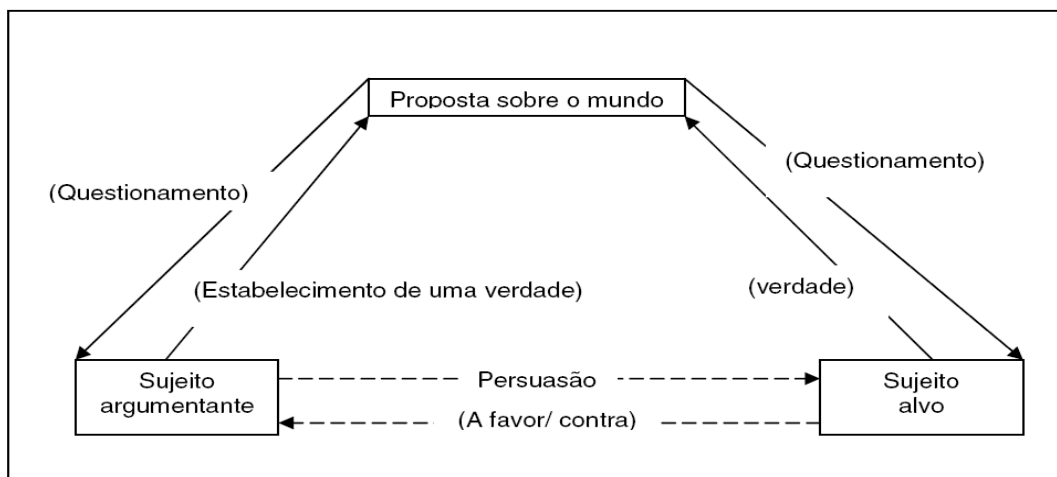 Proposta sobre o mundo
(Questionamento)
(Questionamento)
(Estabelecimento de uma verdade)
(verdade)
Sujeito
argumentante
Persuasão
(A favor/ contra)
Sujeito
alvo